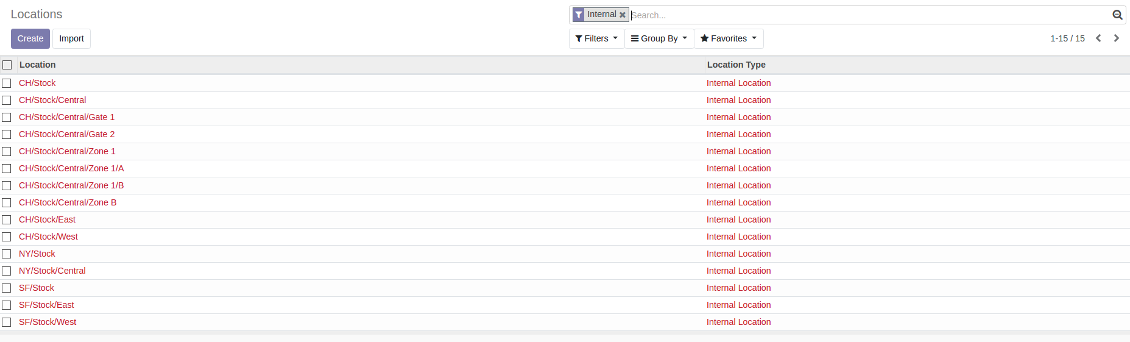 Locations
Internal Search...
Create Import Filters Group By Favorites 1-15 / 15
Location Location Type
CH/Stock Internal Location
CH/Stock/Central Internal Location
CH/Stock/Central/Gate 1 Internal Location
CH/Stock/Central/Gate 2 Internal Location
CH/Stock/Central/Zone 1 Internal Location
CH/Stock/Central/Zone 1/A Internal Location
CH/Stock/Central/Zone 1/B Internal Location
CH/Stock/Central/Zone B Internal Location
CH/Stock/East Internal Location
CH/Stock/West Internal Location
NY/Stock Internal Location
NY/Stock/Central Internal Location
SF/Stock Internal Location
SF/Stock/East Internal Location
SF/Stock/West Internal Location